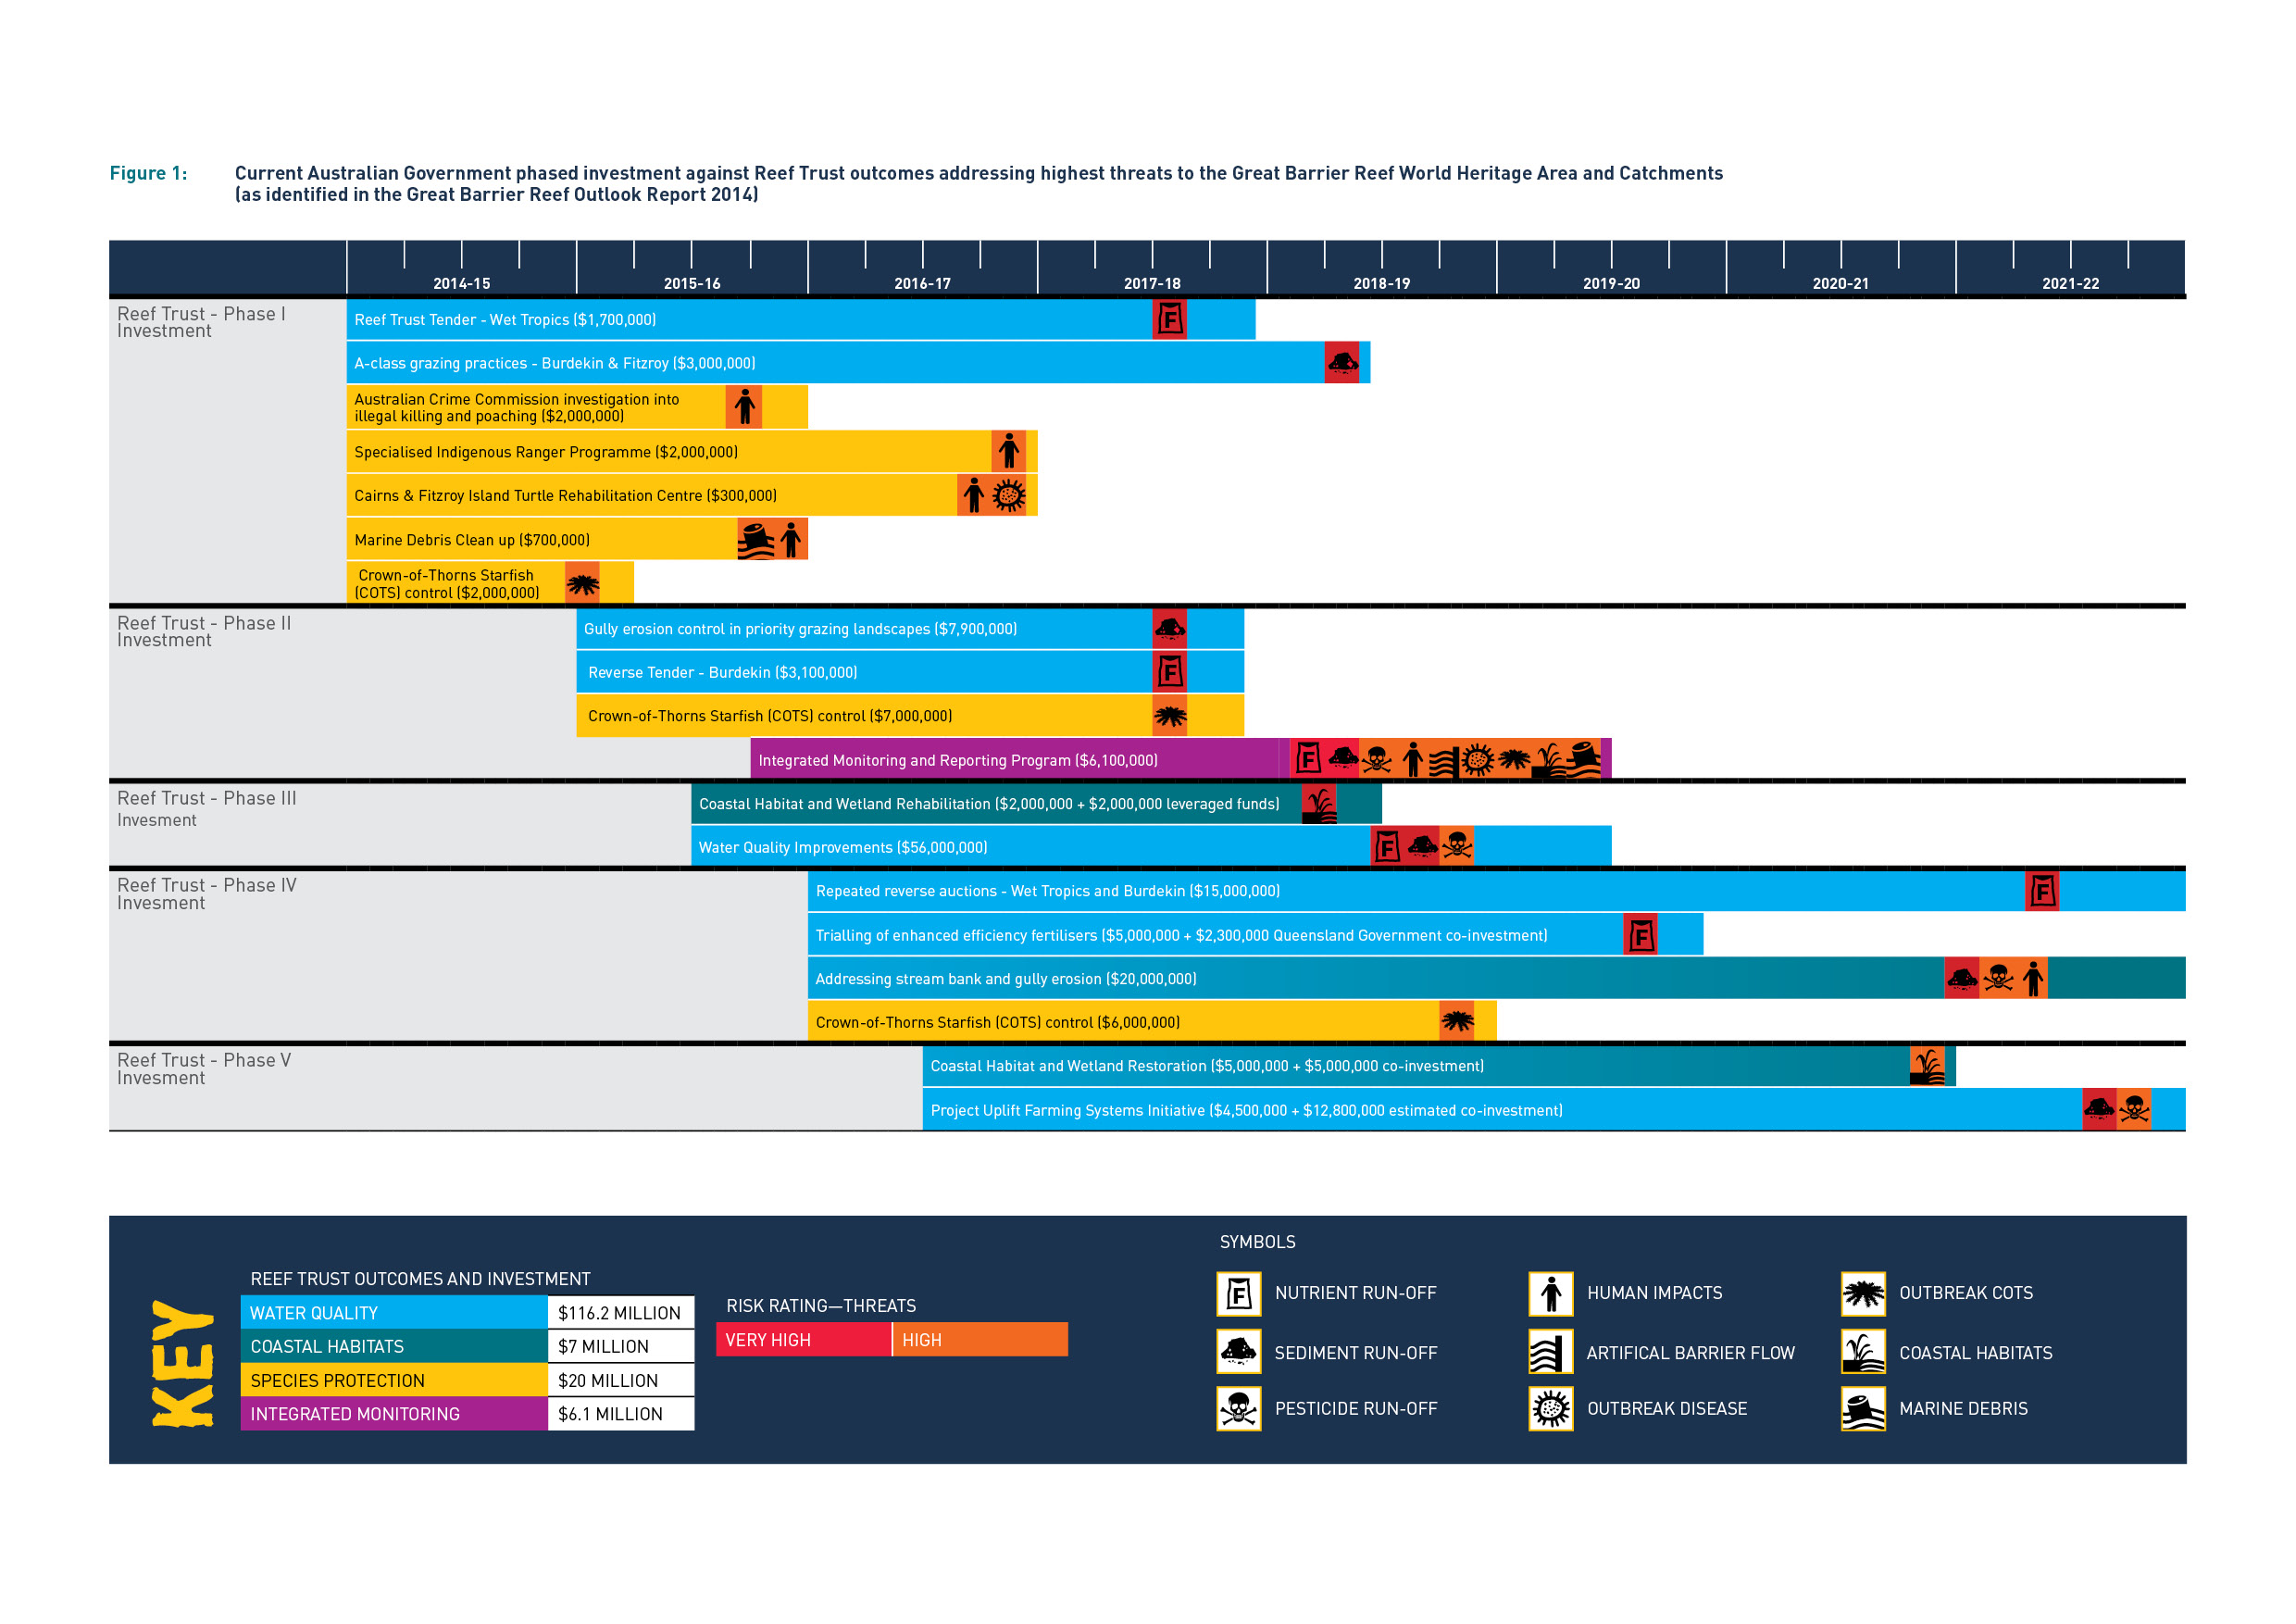 Figure 1: Current Australian Government phased investment against Reef Trust outcomes addressing highest threats to the Great Barrier Reef World Heritage Area and Catchments
(as identified in the Great Barrier Reef Outlook Report 2014)
2014-15 2015-16 2016-17 2017-18 2018-19 2019-20 2020-21 2021-22
Reef Trust - Phase I
Investment
Reef Trust Tender - Wet Tropics ($1,700,000)
F
A-class grazing practices - Burdekin & Fitzroy ($3,000,000)
Australian Crime Commission investigation into
illegal killing and poaching ($2,000,000)
Specialised Indigenous Ranger Programme ($2,000,000)
Cairns & Fitzroy Island Turtle Rehabilitation Centre ($300,000)
Marine Debris Clean up ($700,000)
Crown-of-Thorns Starfish
(COTS) control ($2,000,000)
Reef Trust - Phase II
Investment
Gully erosion control in priority grazing landscapes ($7,900,000)
Reverse Tender - Burdekin ($3,100,000)
F
Crown-of-Thorns Starfish (COTS) control ($7,000,000)
Integrated Monitoring and Reporting Program ($6,100,000)
F
Reef Trust - Phase III
Invesment
Coastal Habitat and Wetland Rehabilitation ($2,000,000 + $2,000,000 leveraged funds)
Water Quality Improvements ($56,000,000)
F
Reef Trust - Phase IV
Invesment
Repeated reverse auctions - Wet Tropics and Burdekin ($15,000,000)
F
Trialling of enhanced efficiency fertilisers ($5,000,000 + $2,300,000 Queensland Government co-investment)
F
Addressing stream bank and gully erosion ($20,000,000)
Crown-of-Thorns Starfish (COTS) control ($6,000,000)
Reef Trust - Phase V
Invesment
Coastal Habitat and Wetland Restoration ($5,000,000 + $5,000,000 co-investment)
Project Uplift Farming Systems Initiative ($4,500,000 + $12,800,000 estimated co-investment)
KEY
REEF TRUST OUTCOMES AND INVESTMENT
WATER QUALITY $116.2 MILLION
COASTAL HABITATS $7 MILLION
SPECIES PROTECTION $20 MILLION
INTEGRATED MONITORING $6.1 MILLION
RISK RATING—THREATS
VERY HIGH HIGH
SYMBOLS
F NUTRIENT RUN-OFF
HUMAN IMPACTS
OUTBREAK COTS
SEDIMENT RUN-OFF
ARTIFICAL BARRIER FLOW
COASTAL HABITATS
PESTICIDE RUN-OFF
OUTBREAK DISEASE
MARINE DEBRIS